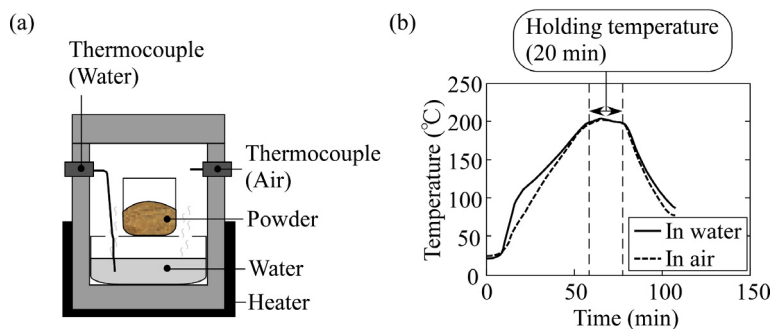 (a)
Thermocouple
(Water)
Thermocouple
(Air)
Powder
Water
Heater
(b)
Holding temperature
(20 min)
Temperature (℃)
250
200
150
100
50
0
0
50
100
150
Time (min)
In water
In air